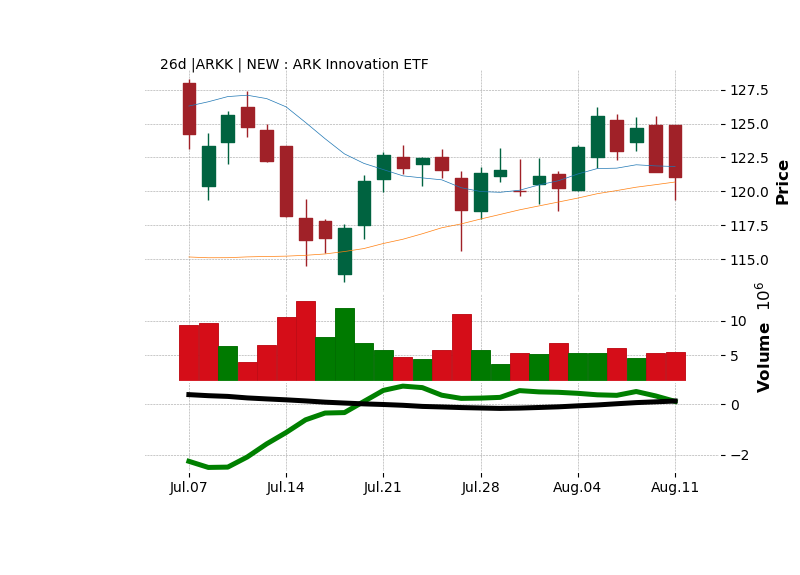 26d |ARKK | NEW : ARK Innovation ETF
127.5
125.0
122.5
120.0
117.5
115.0
Price
10
5
Volume 10^6
0
−2
Jul.07 Jul.14 Jul.21 Jul.28 Aug.04 Aug.11